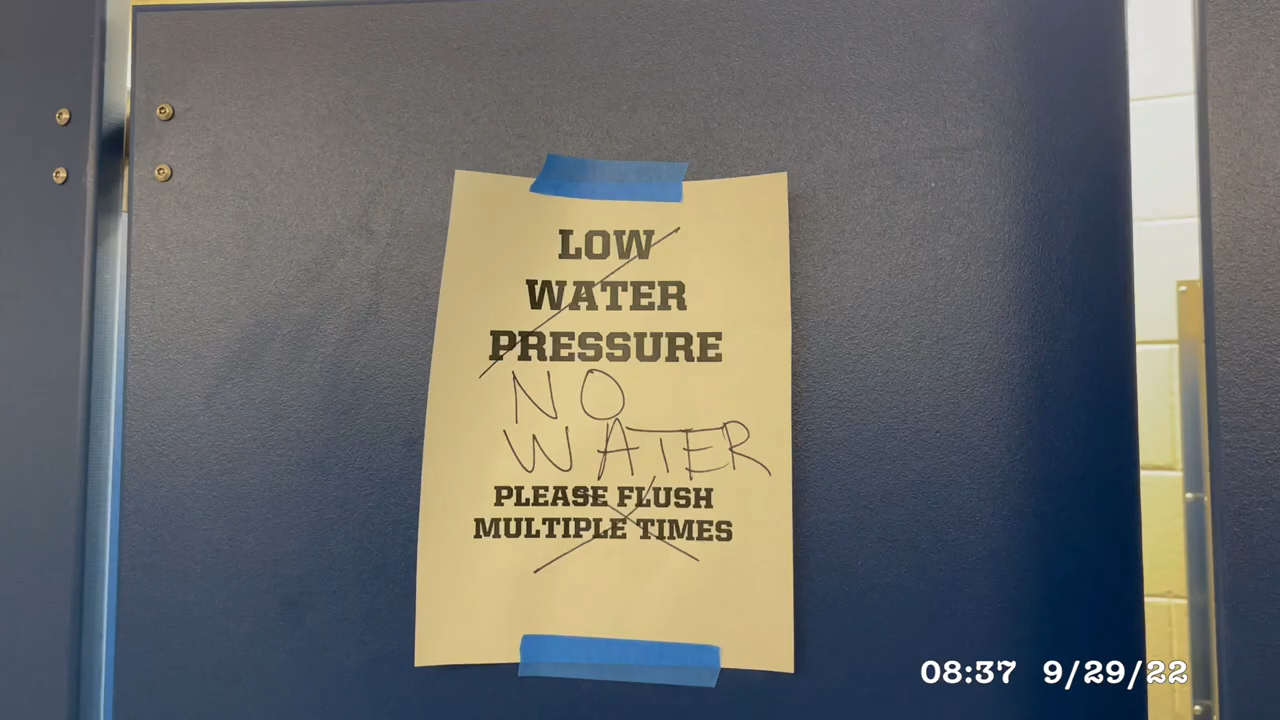 LOW
WATER
PRESSURE
NO
WATER
PLEASE FLUSH
MULTIPLE TIMES
08:37 9/29/22